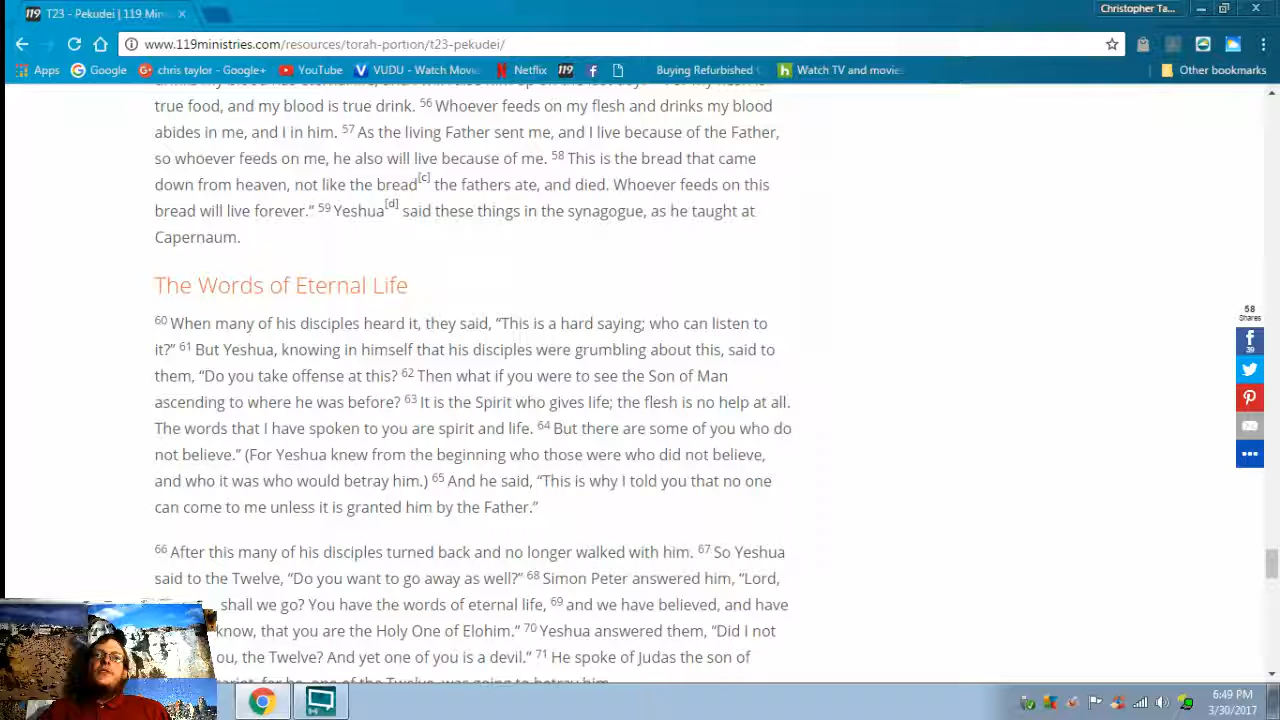 119 T23 - Pekudei | 119 Min
Christopher Ta...
www.119ministries.com/resources/torah-portion/t23-pekudei/
Apps Google chris taylor - Google+ YouTube VUDU - Watch Movie Netflix 119 Buying Refurbished Watch TV and movies Other bookmarks
true food, and my blood is true drink. 56 Whoever feeds on my flesh and drinks my blood
abides in me, and I in him. 57 As the living Father sent me, and I live because of the Father,
so whoever feeds on me, he also will live because of me. 58 This is the bread that came
down from heaven, not like the bread[c] the fathers ate, and died. Whoever feeds on this
bread will live forever.” 59 Yeshua[d] said these things in the synagogue, as he taught at
Capernaum.
The Words of Eternal Life
60 When many of his disciples heard it, they said, “This is a hard saying; who can listen to
it?” 61 But Yeshua, knowing in himself that his disciples were grumbling about this, said to
them, “Do you take offense at this? 62 Then what if you were to see the Son of Man
ascending to where he was before? 63 It is the Spirit who gives life; the flesh is no help at all.
The words that I have spoken to you are spirit and life. 64 But there are some of you who do
not believe.” (For Yeshua knew from the beginning who those were who did not believe,
and who it was who would betray him.) 65 And he said, “This is why I told you that no one
can come to me unless it is granted him by the Father.”
66 After this many of his disciples turned back and no longer walked with him. 67 So Yeshua
said to the Twelve, “Do you want to go away as well?” 68 Simon Peter answered him, “Lord,
shall we go? You have the words of eternal life, 69 and we have believed, and have
know, that you are the Holy One of Elohim.” 70 Yeshua answered them, “Did I not
ou, the Twelve? And yet one of you is a devil.” 71 He spoke of Judas the son of
58
Shares
39
6:49 PM
3/30/2017